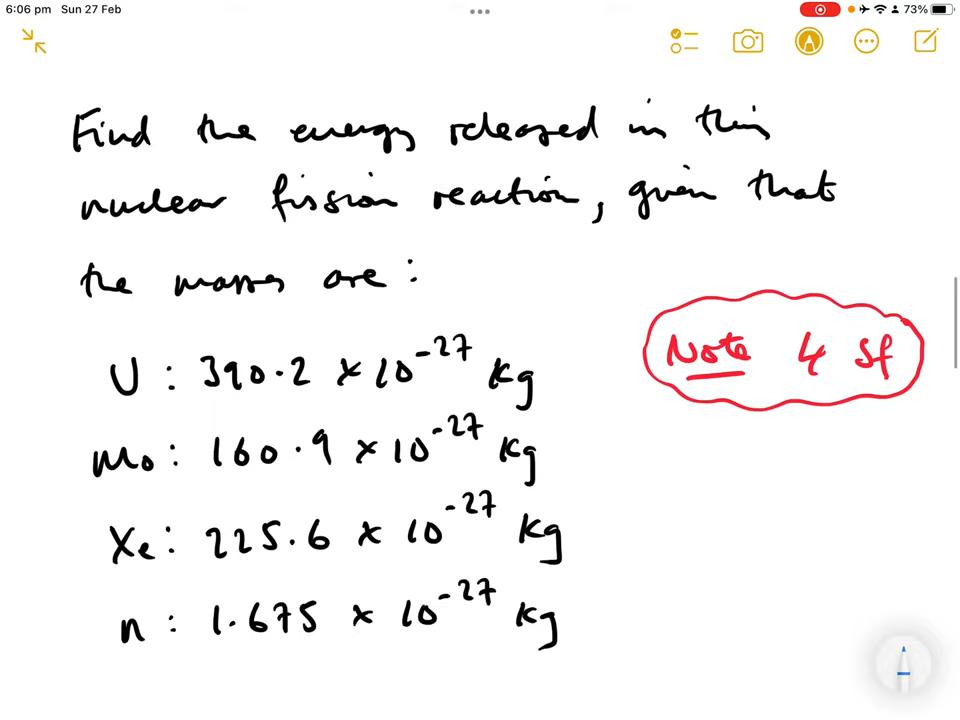 6:06 pm Sun 27 Feb
73%
Find the energy released in this
nuclear fission reaction, given that
the masses are:
Note 4 sf
U : 390.2 × 10⁻²⁷ kg
Mo : 160.9 × 10⁻²⁷ kg
Xe : 225.6 × 10⁻²⁷ kg
n : 1.675 × 10⁻²⁷ kg